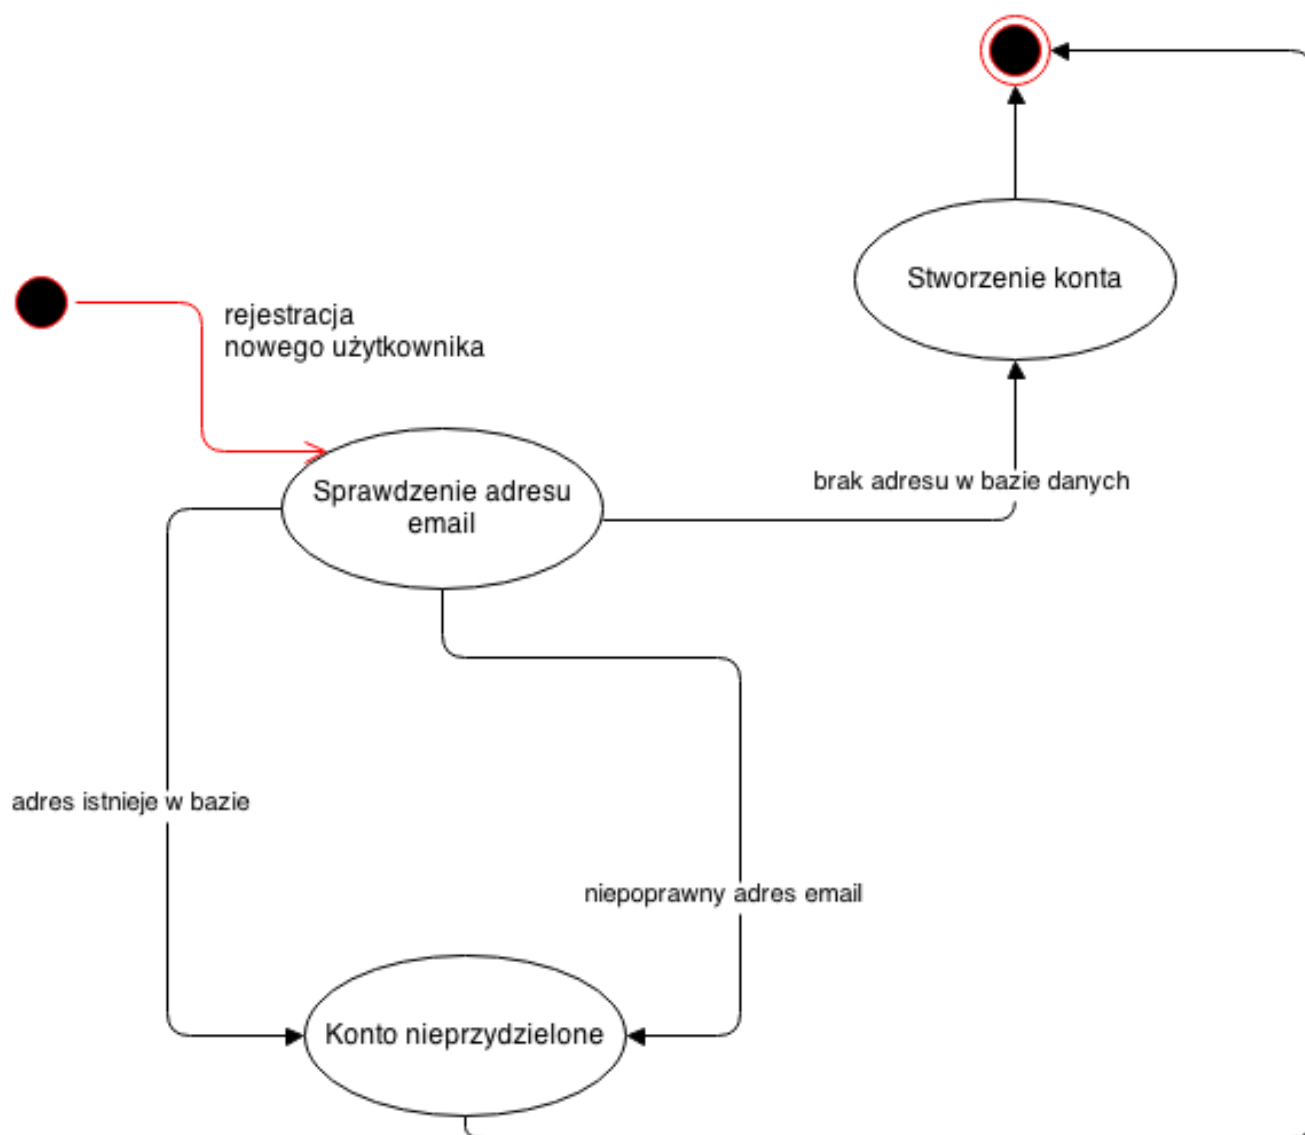 Stworzenie konta
rejestracja
nowego użytkownika
brak adresu w bazie danych
Sprawdzenie adresu
email
adres istnieje w bazie
niepoprawny adres email
Konto nieprzydzielone